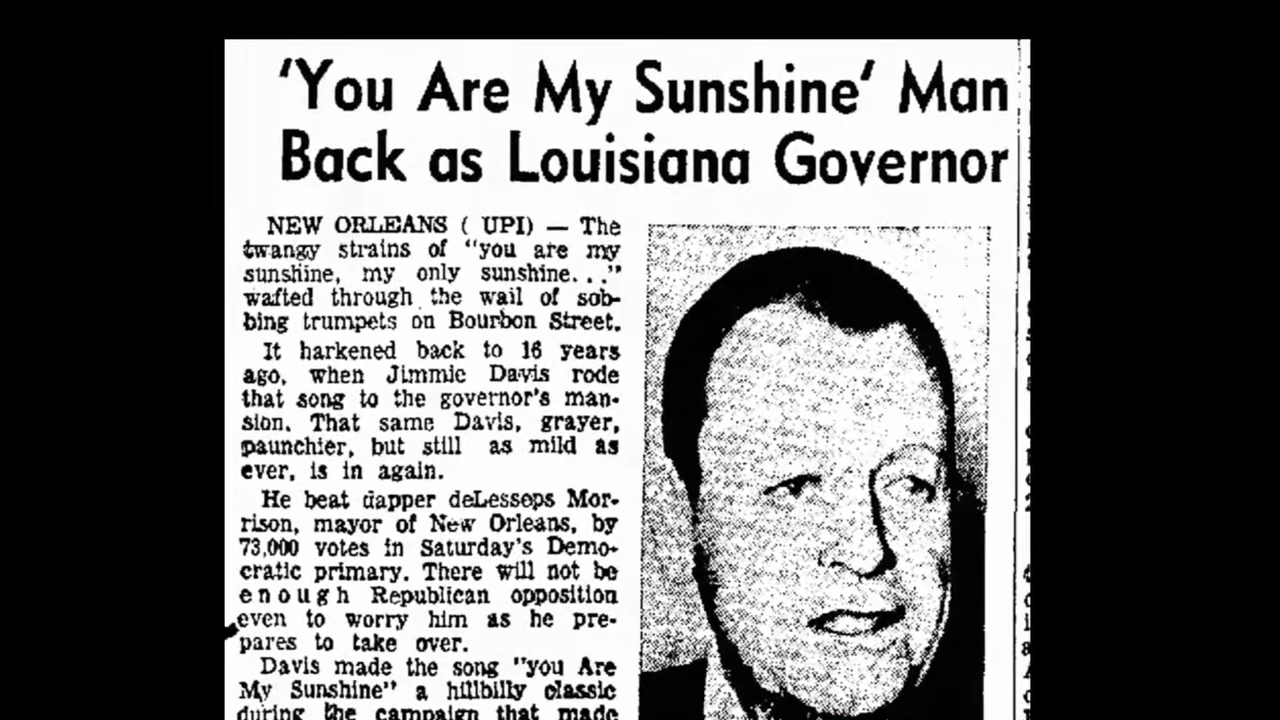 ‘You Are My Sunshine’ Man
Back as Louisiana Governor
NEW ORLEANS ( UPI) — The
twangy strains of "you are my
sunshine, my only sunshine. . ."
wafted through the wail of sob-
bing trumpets on Bourbon Street.
It harkened back to 16 years
ago, when Jimmie Davis rode
that song to the governor's man-
sion. That same Davis, grayer,
paunchier, but still as mild as
ever, is in again.
He beat dapper deLesseps Mor-
rison, mayor of New Orleans, by
73,000 votes in Saturday's Demo-
cratic primary. There will not be
enough Republican opposition
even to worry him as he pre-
pares to take over.
Davis made the song "you Are
My Sunshine" a hillbilly classic
during the campaign that made